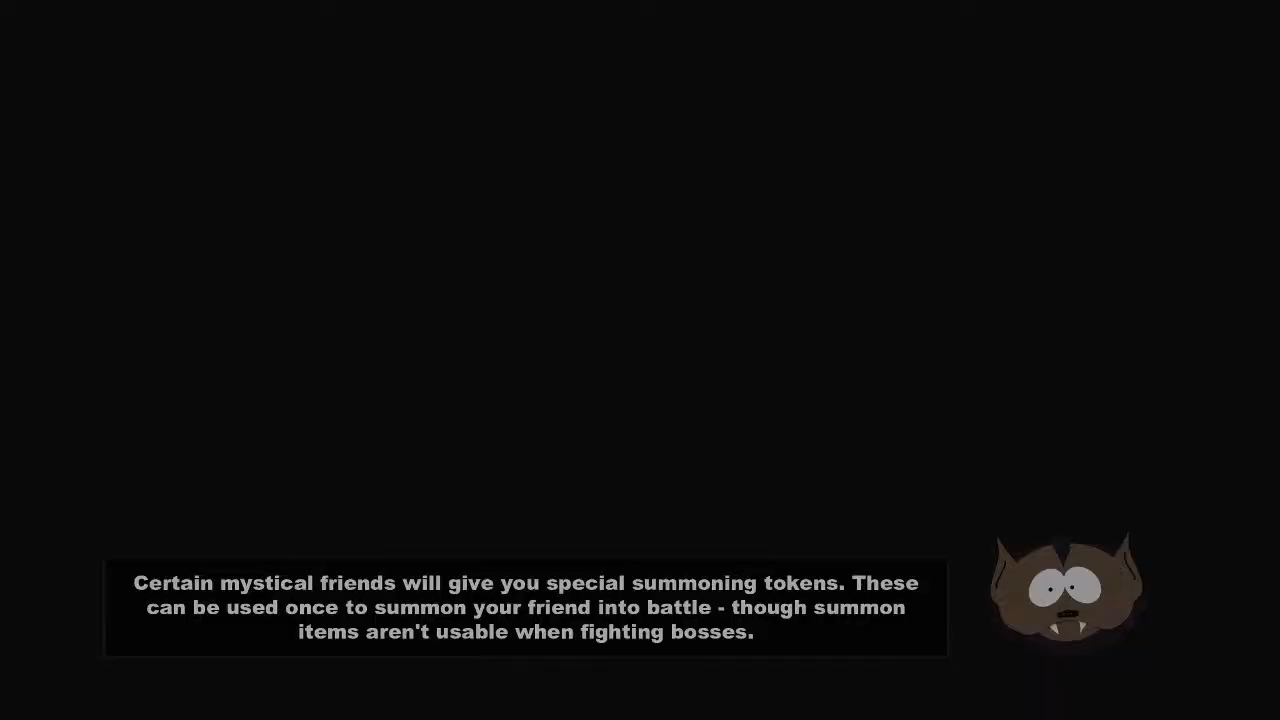 Certain mystical friends will give you special summoning tokens. These
can be used once to summon your friend into battle - though summon
items aren't usable when fighting bosses.